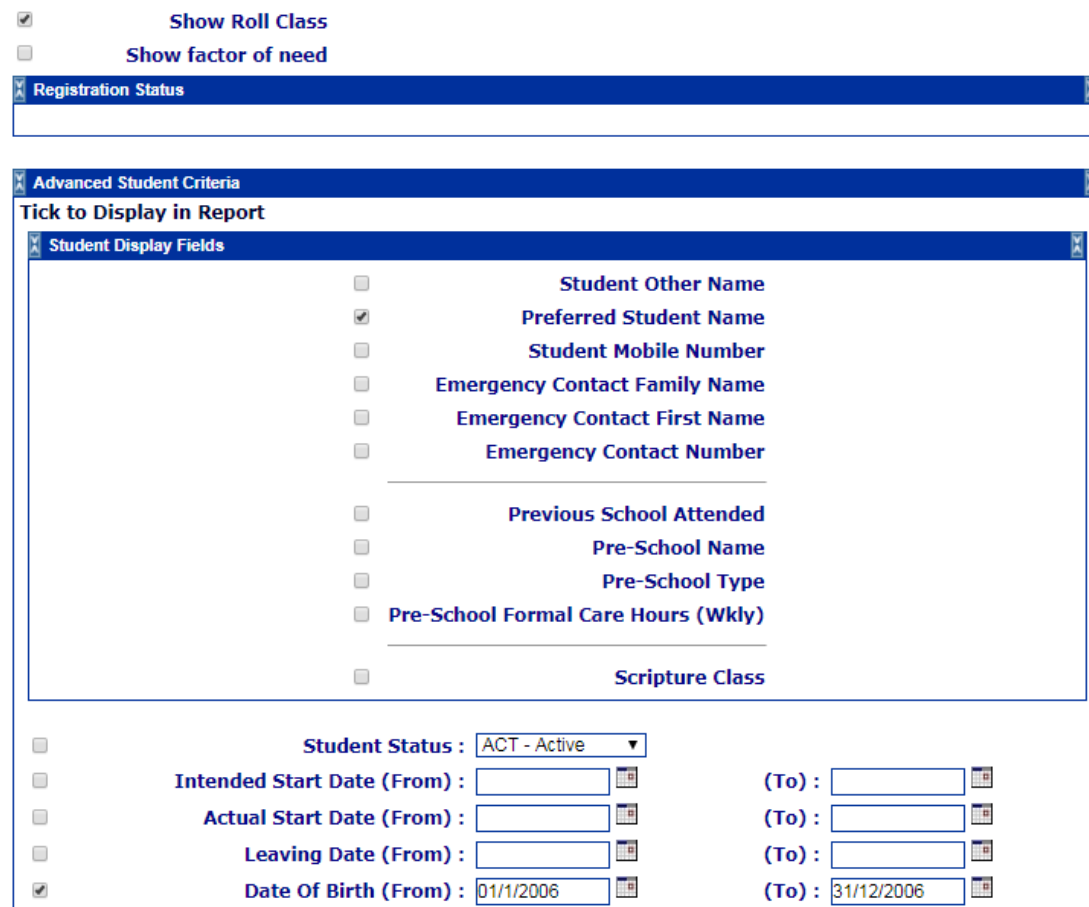 Show Roll Class
Show factor of need
Registration Status
Advanced Student Criteria
Tick to Display in Report
Student Display Fields
Student Other Name
Preferred Student Name
Student Mobile Number
Emergency Contact Family Name
Emergency Contact First Name
Emergency Contact Number
Previous School Attended
Pre-School Name
Pre-School Type
Pre-School Formal Care Hours (Wkly)
Scripture Class
Student Status : ACT - Active
Intended Start Date (From) : (To) :
Actual Start Date (From) : (To) :
Leaving Date (From) : (To) :
Date Of Birth (From) : 01/1/2006 (To) : 31/12/2006